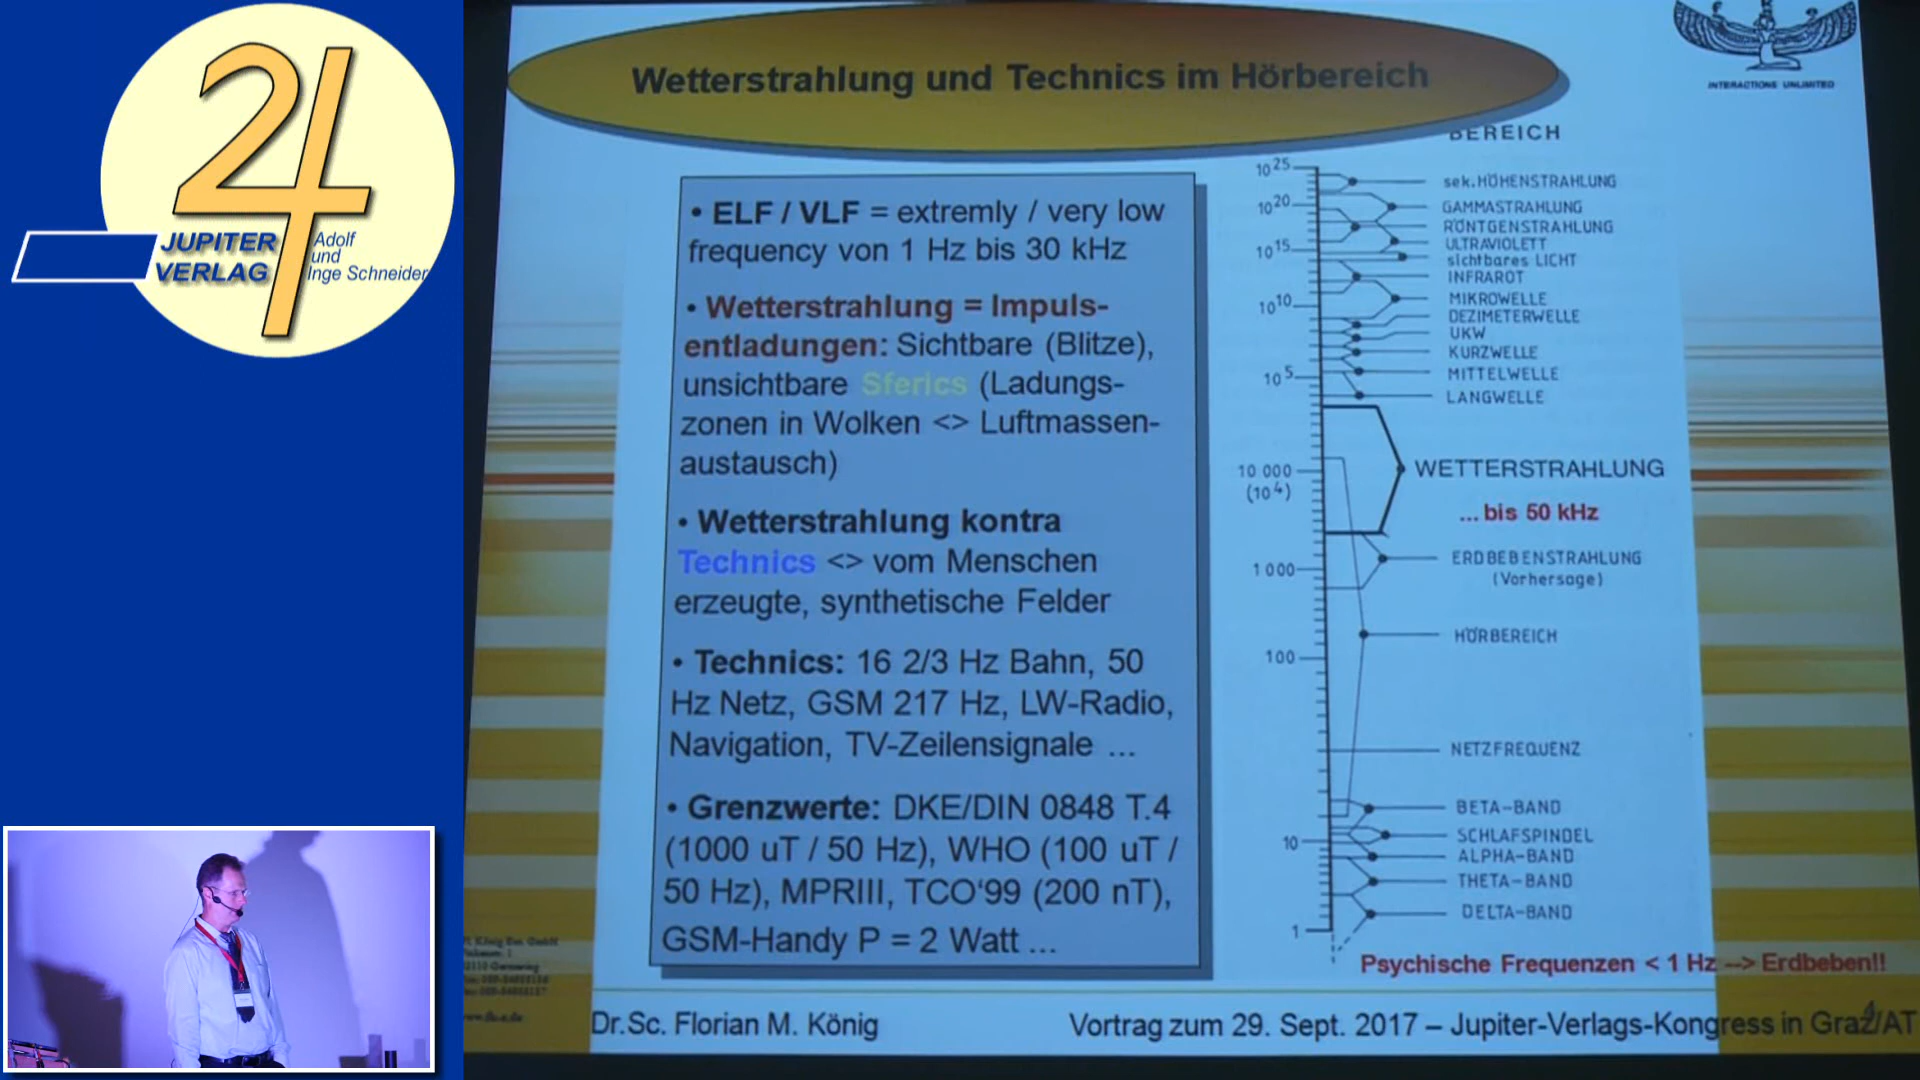 JUPITER
VERLAG
Adolf
und
Inge Schneider
Wetterstrahlung und Technics im Hörbereich
INTERACTIONS UNLIMITED
• ELF / VLF = extremly / very low
frequency von 1 Hz bis 30 kHz
• Wetterstrahlung = Impuls-
entladungen: Sichtbare (Blitze),
unsichtbare Sferics (Ladungs-
zonen in Wolken <> Luftmassen-
austausch)
• Wetterstrahlung kontra
Technics <> vom Menschen
erzeugte, synthetische Felder
• Technics: 16 2/3 Hz Bahn, 50
Hz Netz, GSM 217 Hz, LW-Radio,
Navigation, TV-Zeilensignale ...
• Grenzwerte: DKE/DIN 0848 T.4
(1000 uT / 50 Hz), WHO (100 uT /
50 Hz), MPRIII, TCO‘99 (200 nT),
GSM-Handy P = 2 Watt ...
BEREICH
10²⁵
sek. HÖHENSTRAHLUNG
10²⁰
GAMMASTRAHLUNG
RÖNTGENSTRAHLUNG
ULTRAVIOLETT
10¹⁵
sichtbares LICHT
INFRAROT
MIKROWELLE
10¹⁰
DEZIMETERWELLE
UKW
KURZWELLE
10⁵
MITTELWELLE
LANGWELLE
10 000
(10⁴)
WETTERSTRAHLUNG
... bis 50 kHz
1 000
ERDBEBENSTRAHLUNG
(Vorhersage)
HÖRBEREICH
100
NETZFREQUENZ
BETA-BAND
SCHLAFSPINDEL
10
ALPHA-BAND
THETA-BAND
DELTA-BAND
1
Psychische Frequenzen < 1 Hz --> Erdbeben!!
Dr.Sc. Florian M. König
Vortrag zum 29. Sept. 2017 – Jupiter-Verlags-Kongress in Graz/AT
4